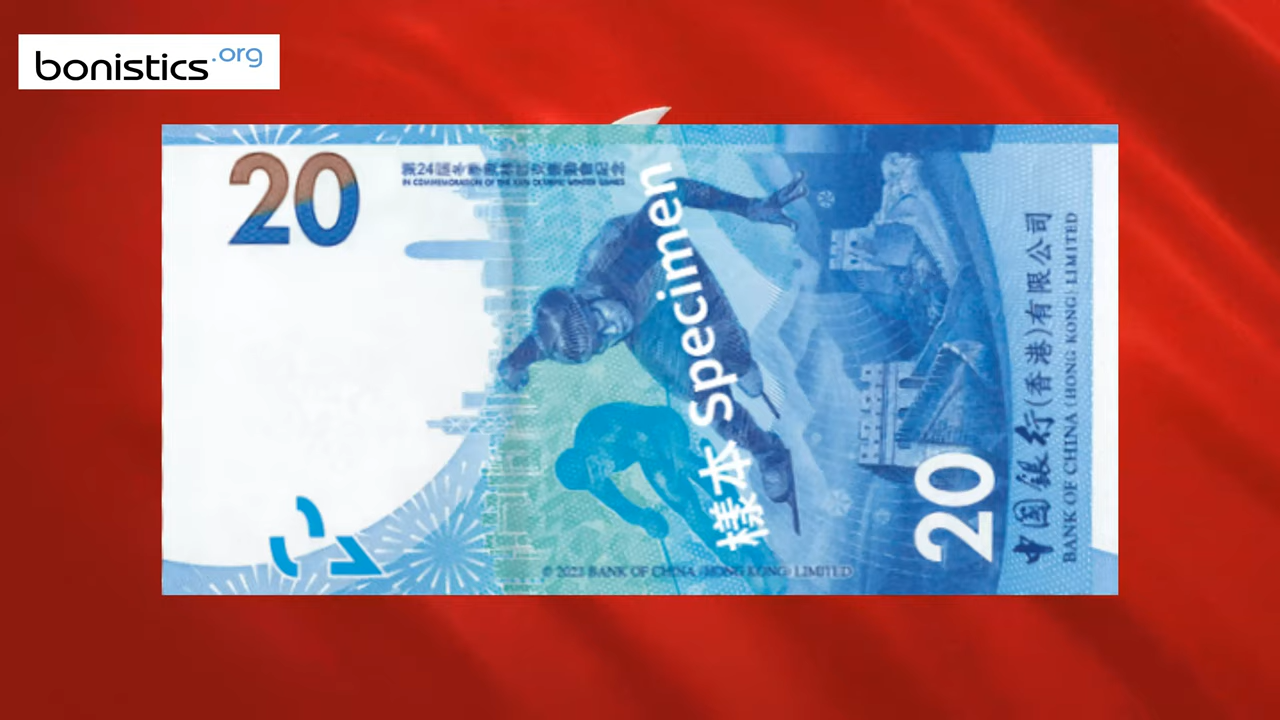 bonistics.org
20
第24屆冬季奧林匹克運動會紀念
IN COMMEMORATION OF THE XXIV OLYMPIC WINTER GAMES
樣本 Specimen
中国銀行(香港)有限公司
BANK OF CHINA (HONG KONG) LIMITED
20
© 2021 BANK OF CHINA (HONG KONG) LIMITED